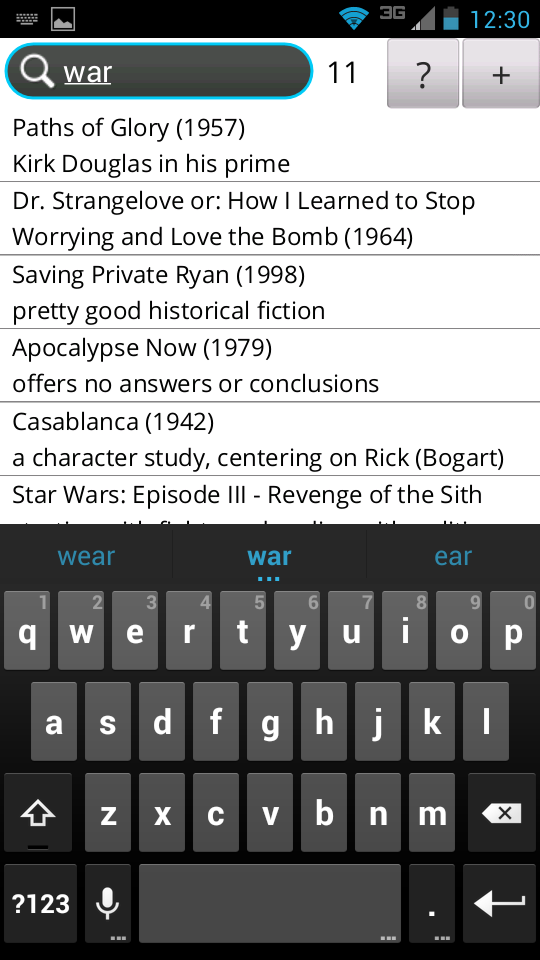 3G 12:30
war 11 ? +
Paths of Glory (1957)
Kirk Douglas in his prime
Dr. Strangelove or: How I Learned to Stop
Worrying and Love the Bomb (1964)
Saving Private Ryan (1998)
pretty good historical fiction
Apocalypse Now (1979)
offers no answers or conclusions
Casablanca (1942)
a character study, centering on Rick (Bogart)
Star Wars: Episode III - Revenge of the Sith
wear war ear
1 2 3 4 5 6 7 8 9 0
q w e r t y u i o p
a s d f g h j k l
z x c v b n m
?123 .